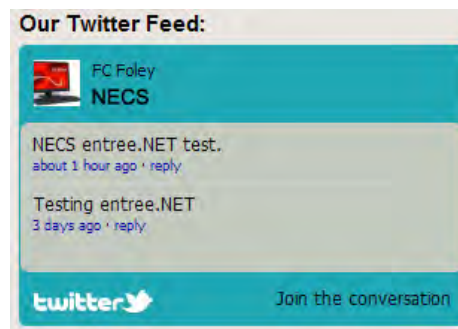 Our Twitter Feed:
FC Foley
NECS
NECS entree.NET test.
about 1 hour ago · reply
Testing entree.NET
3 days ago · reply
twitter
Join the conversation